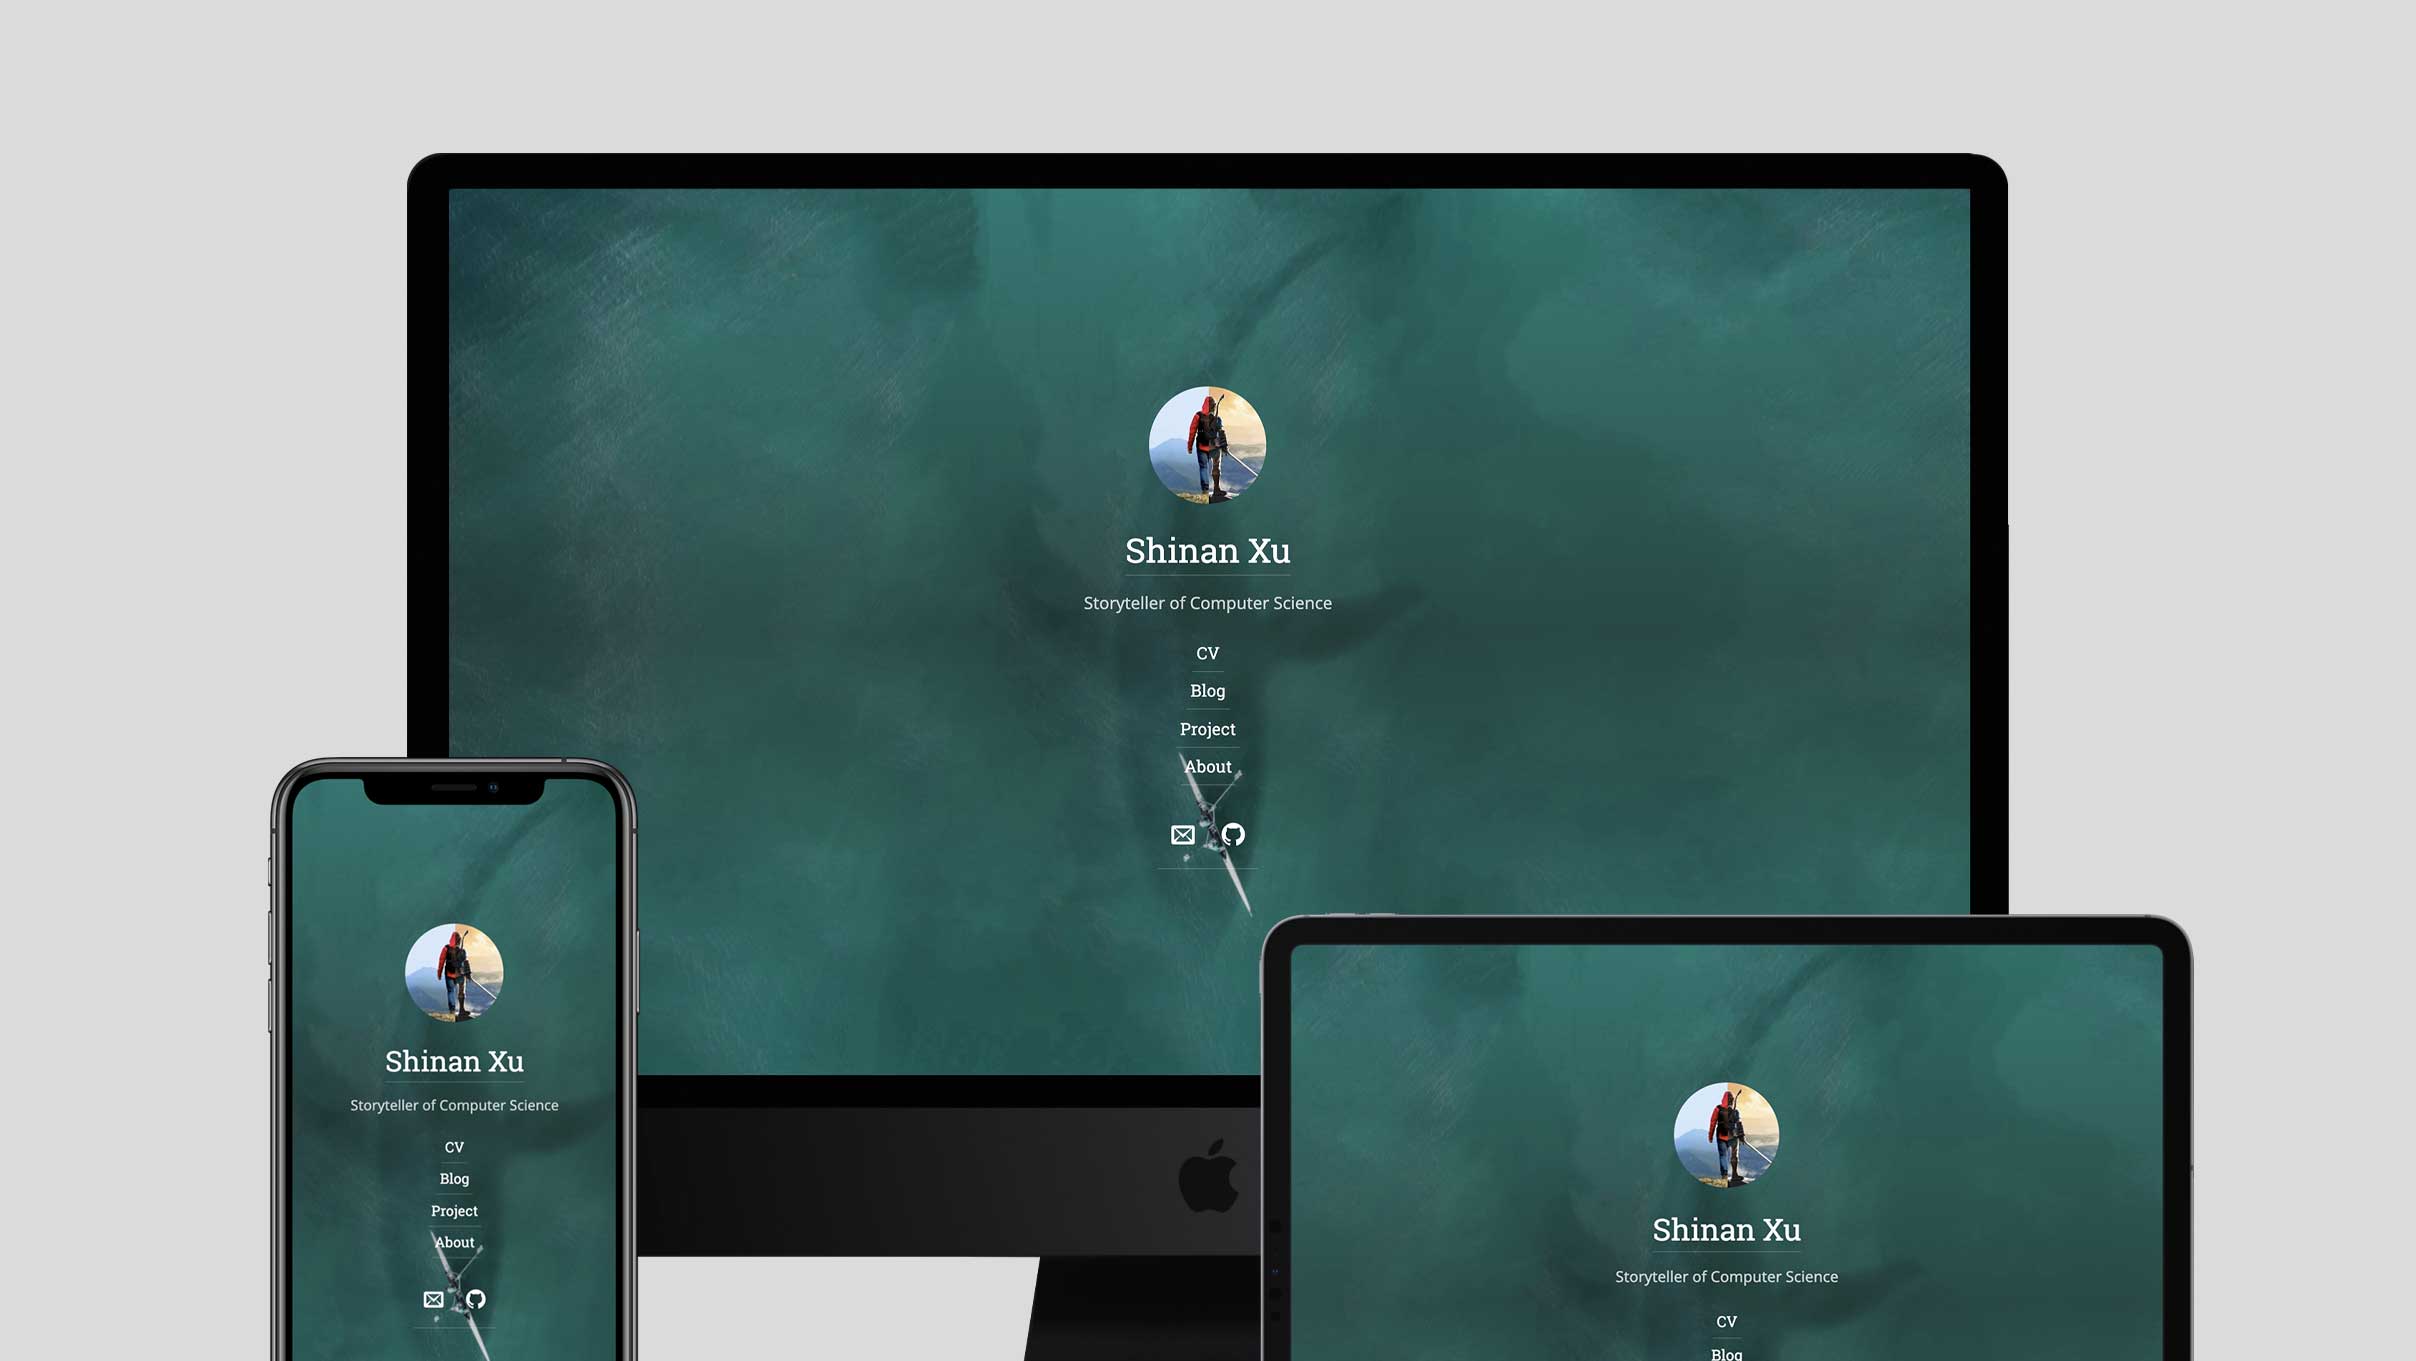 Shinan Xu
Storyteller of Computer Science
CV
Blog
Project
About
Shinan Xu
Storyteller of Computer Science
CV
Blog
Project
About
Shinan Xu
Storyteller of Computer Science
CV
Blog